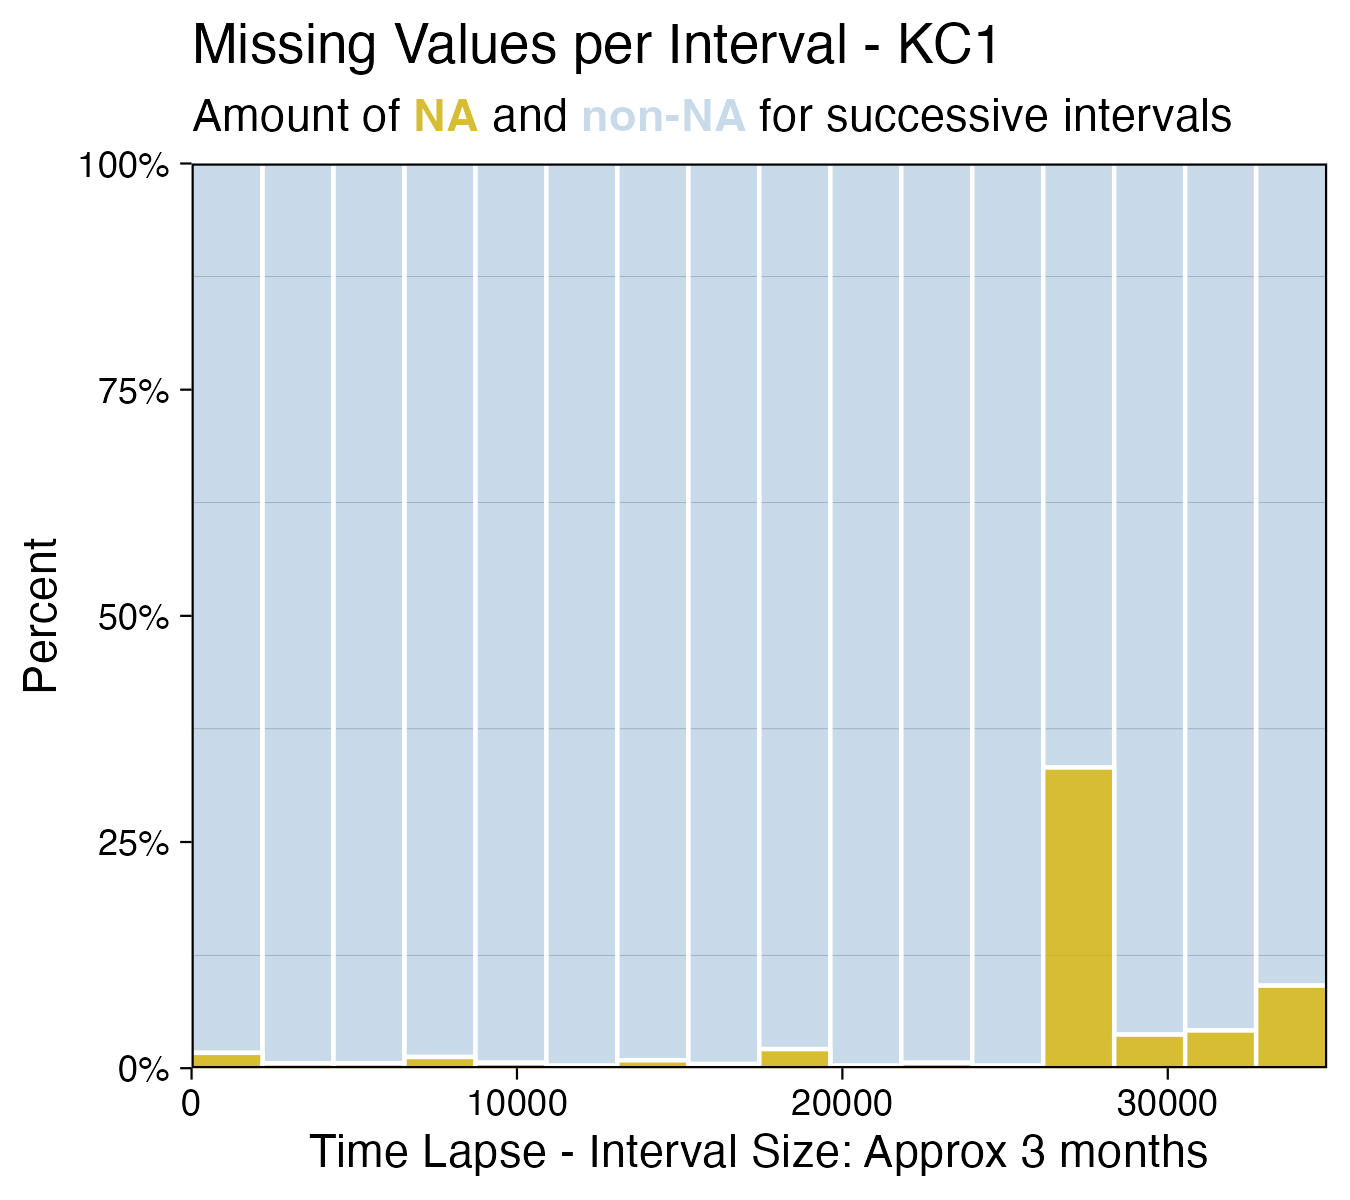 Missing Values per Interval - KC1
Amount of NA and non-NA for successive intervals
100%
75%
50%
25%
0%
Percent
0 10000 20000 30000
Time Lapse - Interval Size: Approx 3 months